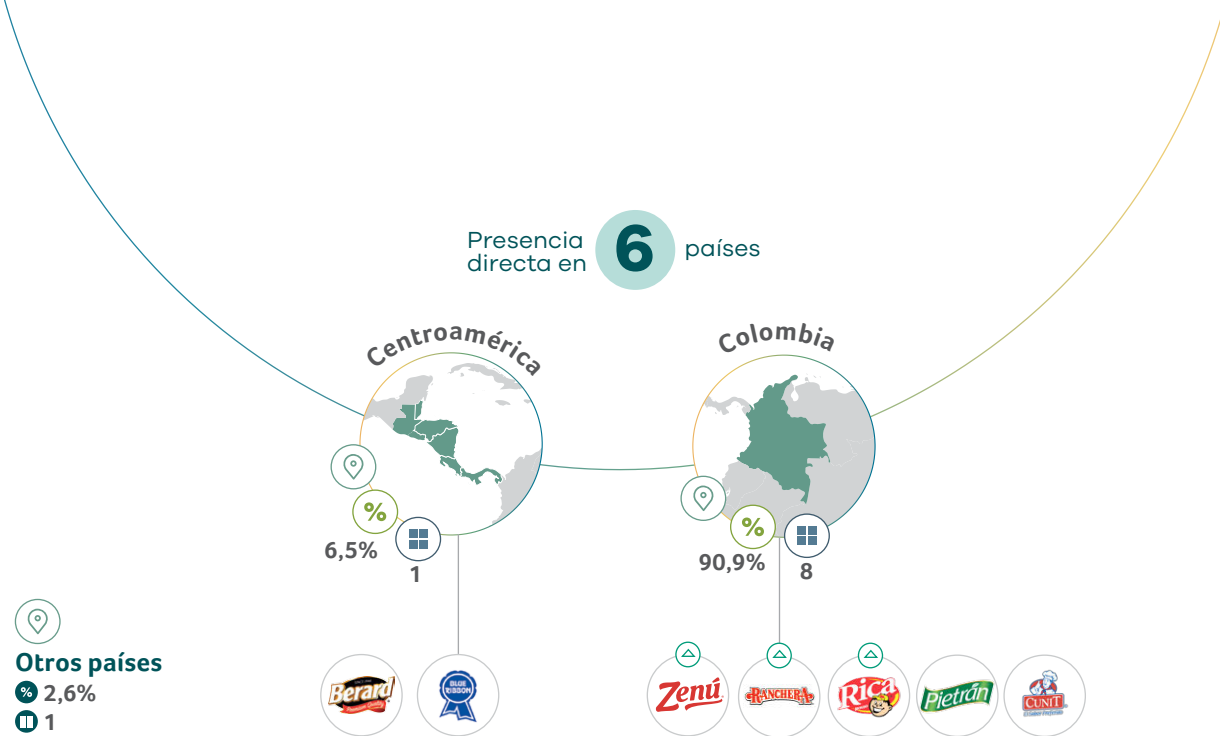 Presencia
directa en
6
países
Centroamérica
Colombia
%
6,5%
1
%
90,9%
8
Otros países
% 2,6%
1
Berard
BLUE
RIBBON
Zenú
RANCHERA
Rica
Pietrán
CUNIT